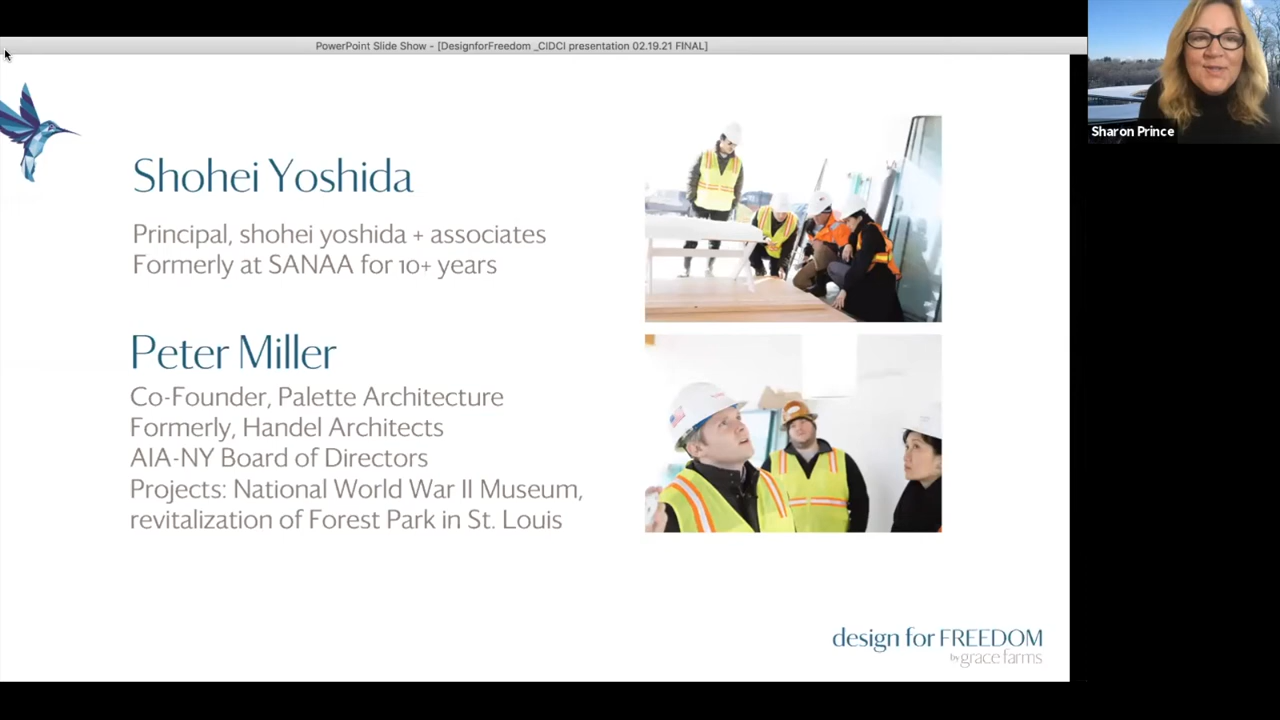 PowerPoint Slide Show - [DesignforFreedom _CIDCI presentation 02.19.21 FINAL]
Sharon Prince
Shohei Yoshida
Principal, shohei yoshida + associates
Formerly at SANAA for 10+ years
Peter Miller
Co-Founder, Palette Architecture
Formerly, Handel Architects
AIA-NY Board of Directors
Projects: National World War II Museum,
revitalization of Forest Park in St. Louis
design for FREEDOM
by grace farms